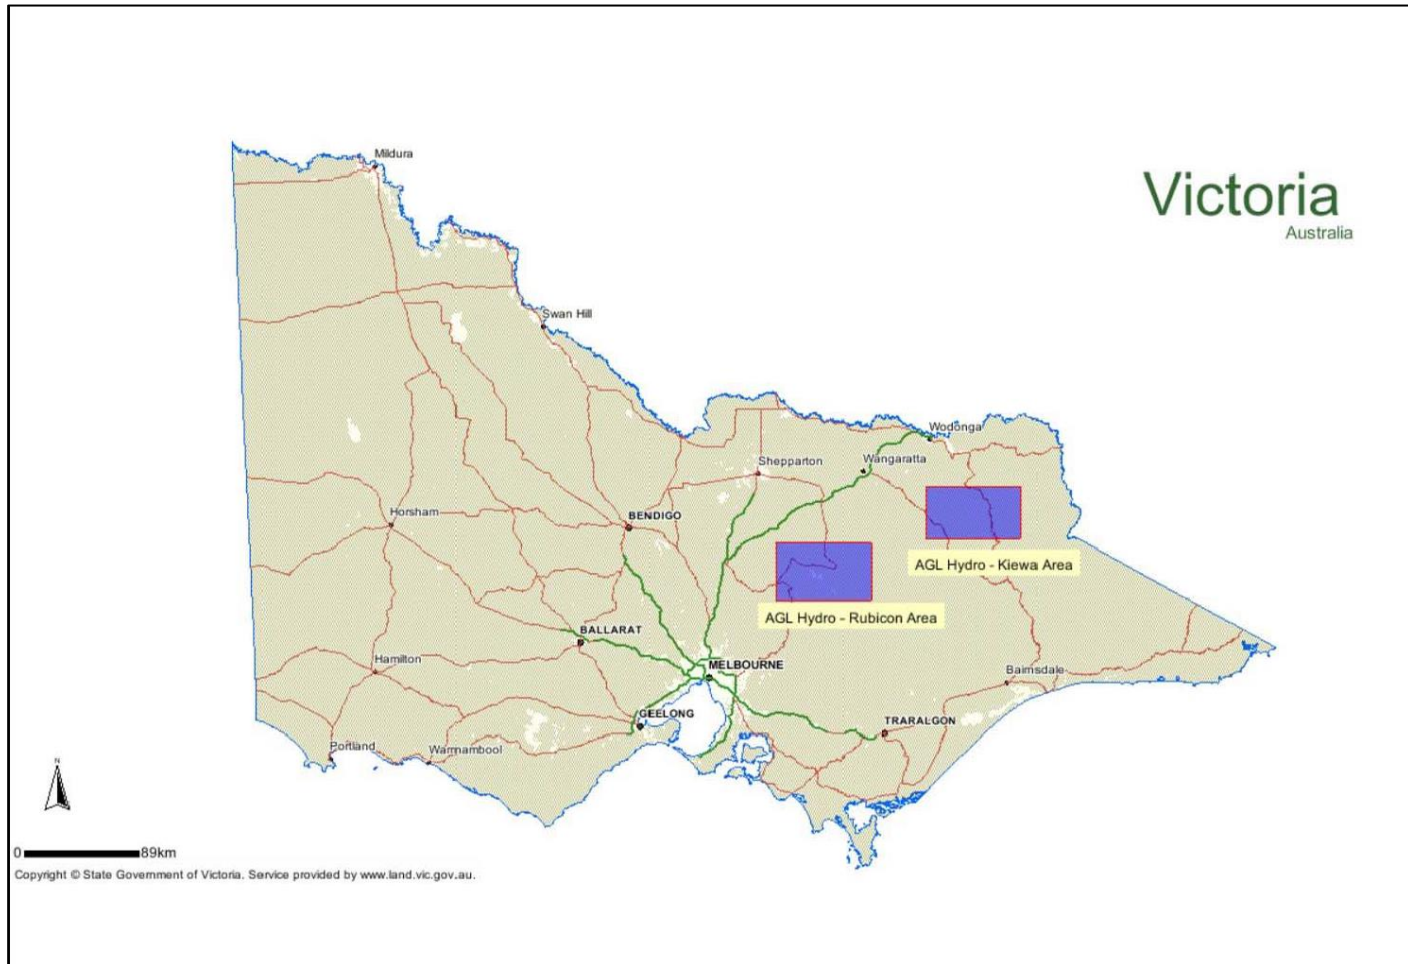 Mildura
Victoria
Australia
Swan Hill
Wodonga
Shepparton
Wangaratta
Horsham
BENDIGO
AGL Hydro - Kiewa Area
AGL Hydro - Rubicon Area
BALLARAT
Hamilton
MELBOURNE
Bairnsdale
GEELONG
TRARALGON
Portland
Warrnambool
N
0 89km
Copyright © State Government of Victoria. Service provided by www.land.vic.gov.au.